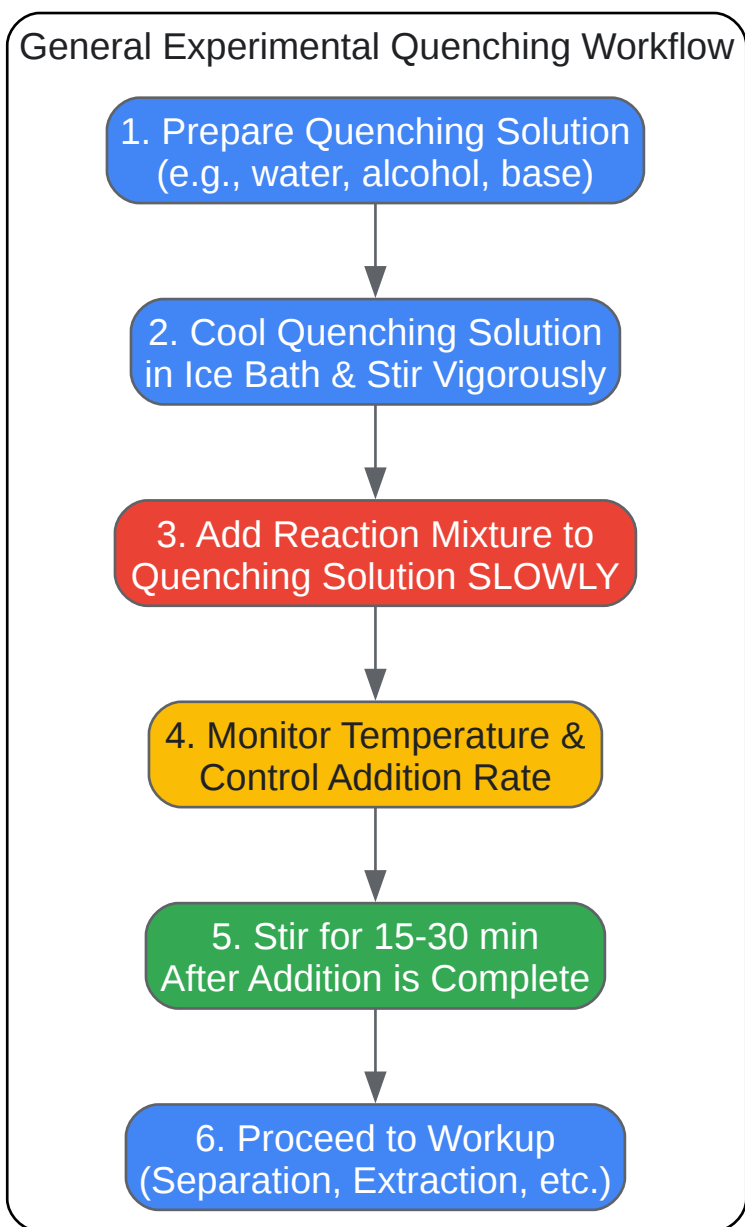 General Experimental Quenching Workflow
1. Prepare Quenching Solution
(e.g., water, alcohol, base)
2. Cool Quenching Solution
in Ice Bath & Stir Vigorously
3. Add Reaction Mixture to
Quenching Solution SLOWLY
4. Monitor Temperature &
Control Addition Rate
5. Stir for 15-30 min
After Addition is Complete
6. Proceed to Workup
(Separation, Extraction, etc.)